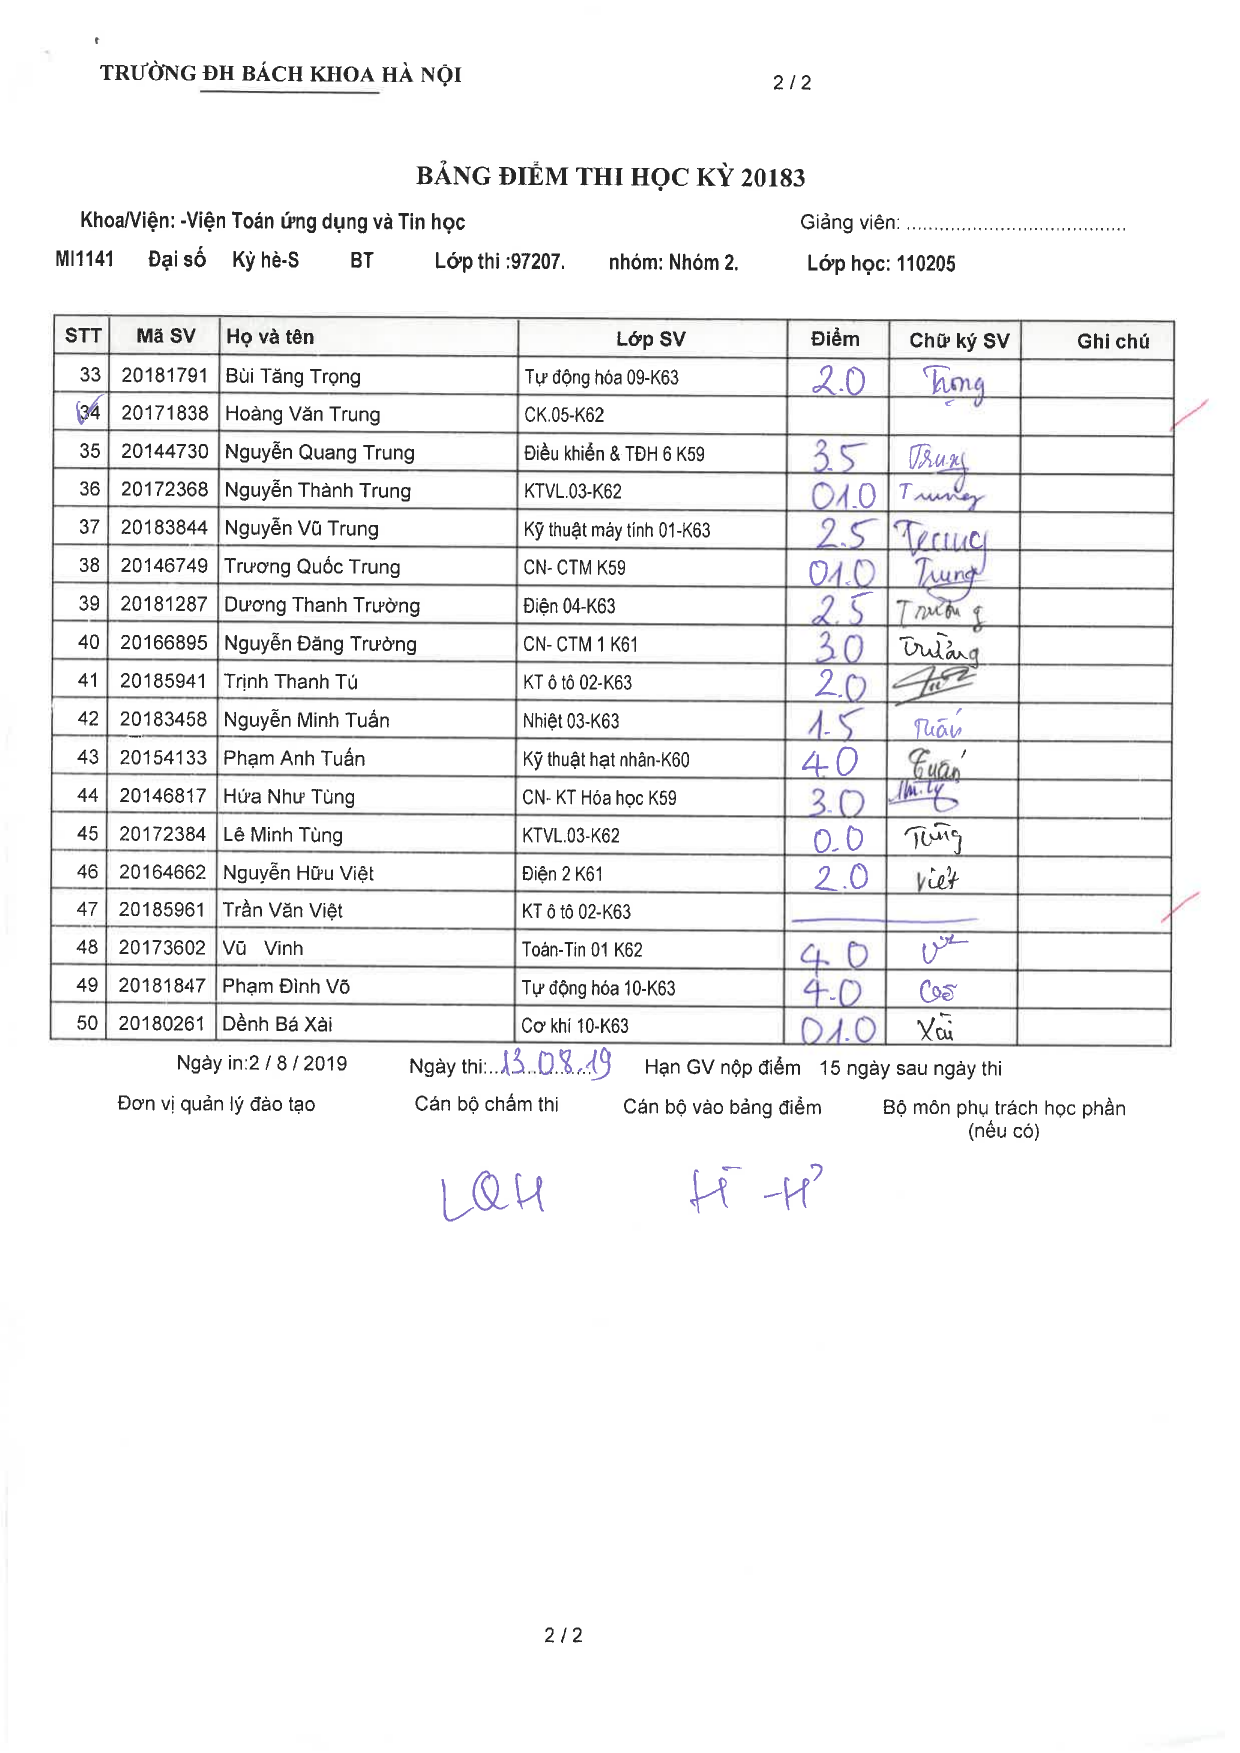 TRƯỜNG ĐH BÁCH KHOA HÀ NỘI 2 / 2
BẢNG ĐIỂM THI HỌC KỲ 20183
Khoa/Viện: -Viện Toán ứng dụng và Tin học Giảng viên: ........................................
MI1141 Đại số Kỳ hè-S BT Lớp thi :97207. nhóm: Nhóm 2. Lớp học: 110205
STT Mã SV Họ và tên Lớp SV Điểm Chữ ký SV Ghi chú
33 20181791 Bùi Tăng Trọng Tự động hóa 09-K63 2.0 Trọng
34 20171838 Hoàng Văn Trung CK.05-K62
35 20144730 Nguyễn Quang Trung Điều khiển & TĐH 6 K59 3.5 Trung
36 20172368 Nguyễn Thành Trung KTVL.03-K62 01.0 Trung
37 20183844 Nguyễn Vũ Trung Kỹ thuật máy tính 01-K63 2.5 Trung
38 20146749 Trương Quốc Trung CN- CTM K59 01.0 Trung
39 20181287 Dương Thanh Trường Điện 04-K63 2.5 Trường
40 20166895 Nguyễn Đăng Trường CN- CTM 1 K61 3.0 Trường
41 20185941 Trịnh Thanh Tú KT ô tô 02-K63 2.0
42 20183458 Nguyễn Minh Tuấn Nhiệt 03-K63 1.5 Tuấn
43 20154133 Phạm Anh Tuấn Kỹ thuật hạt nhân-K60 4.0 Tuấn
44 20146817 Hứa Như Tùng CN- KT Hóa học K59 3.0
45 20172384 Lê Minh Tùng KTVL.03-K62 0.0 Tùng
46 20164662 Nguyễn Hữu Việt Điện 2 K61 2.0 Việt
47 20185961 Trần Văn Việt KT ô tô 02-K63
48 20173602 Vũ Vinh Toán-Tin 01 K62 4.0
49 20181847 Phạm Đình Võ Tự động hóa 10-K63 4.0
50 20180261 Dềnh Bá Xài Cơ khí 10-K63 01.0 Xài
Ngày in:2 / 8 / 2019 Ngày thi:..13.08.19 Hạn GV nộp điểm 15 ngày sau ngày thi
Đơn vị quản lý đào tạo Cán bộ chấm thi Cán bộ vào bảng điểm Bộ môn phụ trách học phần
(nếu có)
LQH
2 / 2